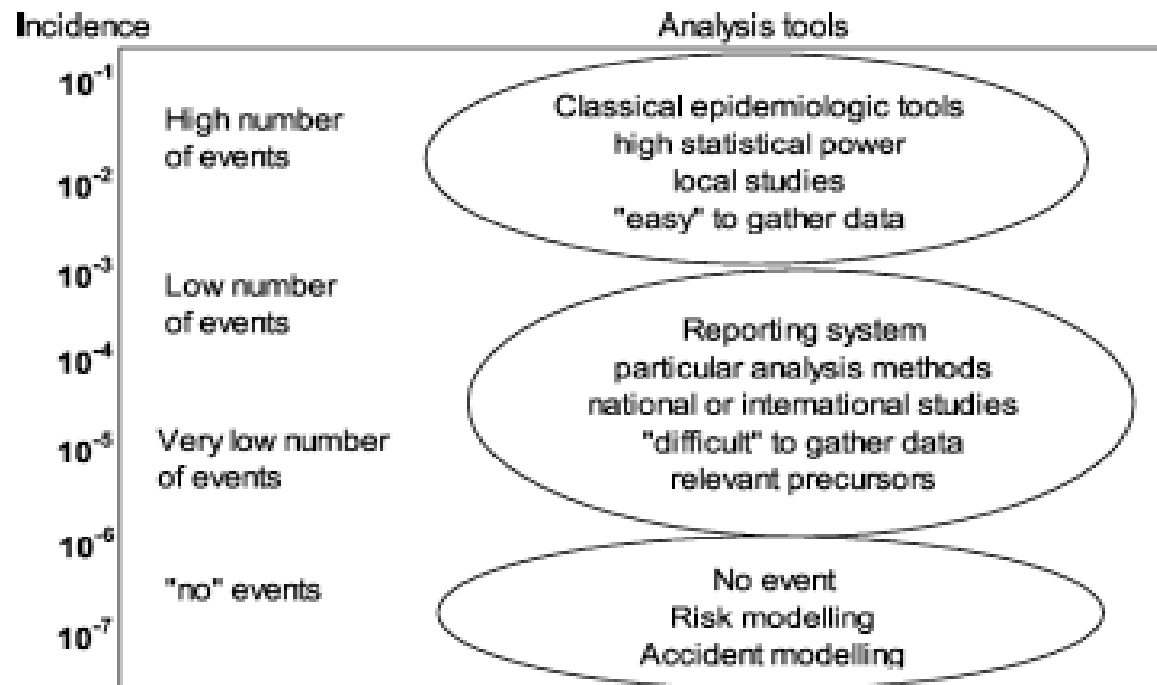 Incidence
Analysis tools
10⁻¹
High number
of events
Classical epidemiologic tools
high statistical power
local studies
"easy" to gather data
10⁻²
10⁻³
Low number
of events
Reporting system
particular analysis methods
national or international studies
"difficult" to gather data
relevant precursors
10⁻⁴
10⁻⁵
Very low number
of events
10⁻⁶
"no" events
No event
Risk modelling
Accident modelling
10⁻⁷